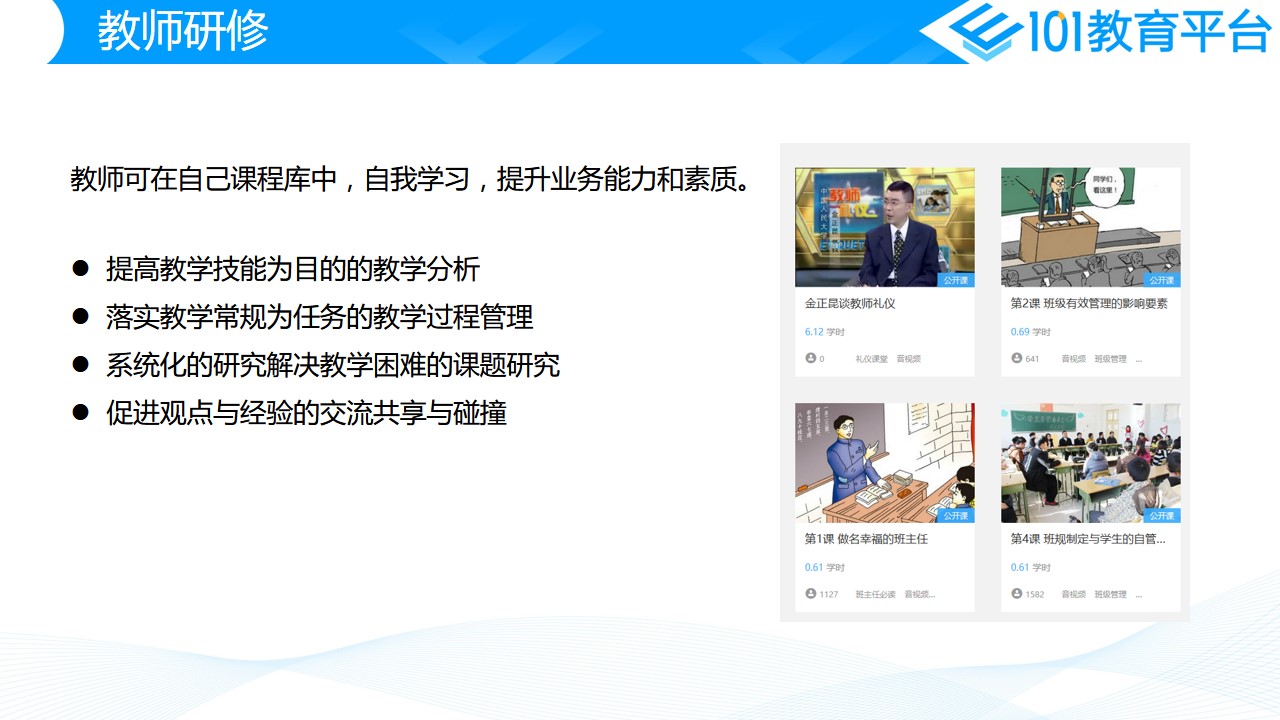 教师研修
101教育平台
教师可在自己课程库中，自我学习，提升业务能力和素质。
● 提高教学技能为目的的教学分析
● 落实教学常规为任务的教学过程管理
● 系统化的研究解决教学困难的课题研究
● 促进观点与经验的交流共享与碰撞
中国人民大学
教师
礼仪
金正昆
公开课
金正昆谈教师礼仪
6.12 学时
0 礼仪课堂 音视频
同学们，
看这里！
公开课
第2课 班级有效管理的影响要素
0.69 学时
641 音视频 班级管理 ...
公开课
第1课 做名幸福的班主任
0.61 学时
1127 班主任必读 音视频...
公开课
第4课 班规制定与学生的自管...
0.61 学时
1582 音视频 班级管理 ...